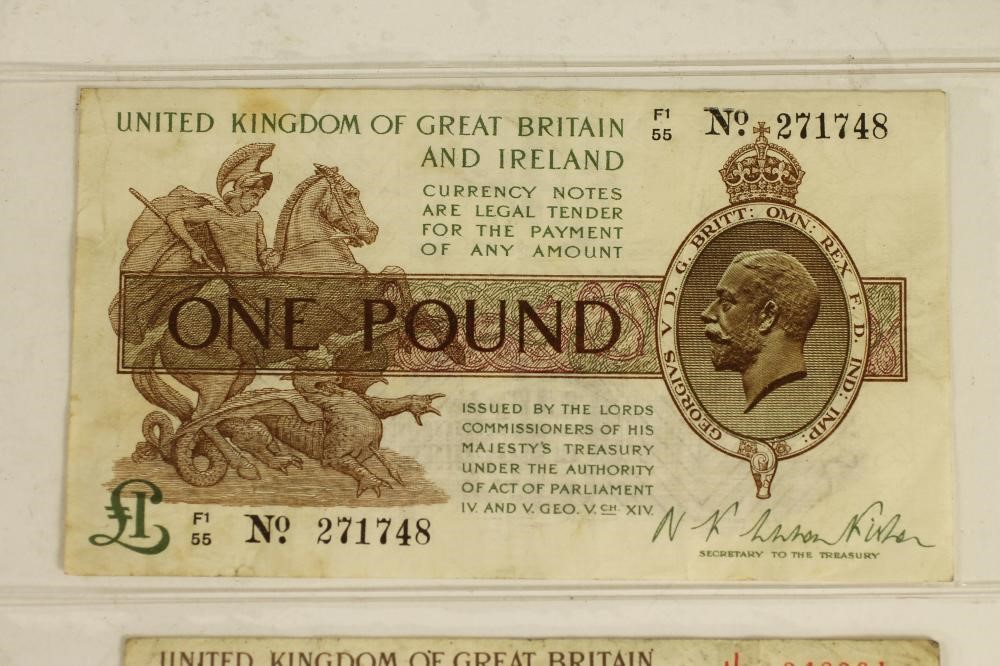 UNITED KINGDOM OF GREAT BRITAIN
AND IRELAND
F1
55
No. 271748
CURRENCY NOTES
ARE LEGAL TENDER
FOR THE PAYMENT
OF ANY AMOUNT
ONE POUND
GEORGIVS V D. G. BRITT: OMN: REX F. D. IND: IMP:
ISSUED BY THE LORDS
COMMISSIONERS OF HIS
MAJESTY'S TREASURY
UNDER THE AUTHORITY
OF ACT OF PARLIAMENT
IV. AND V. GEO. V. CH. XIV.
£1
F1
55
No. 271748
SECRETARY TO THE TREASURY
UNITED KINGDOM OF GREAT BRITAIN